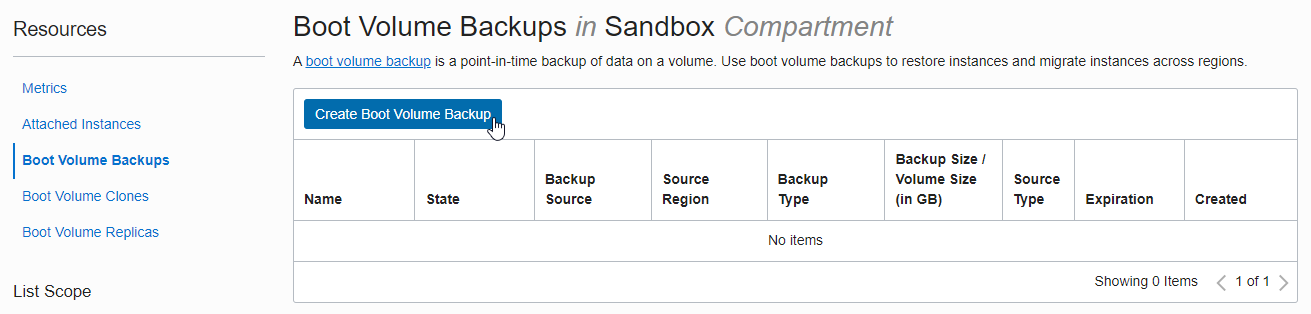 Resources
Metrics
Attached Instances
Boot Volume Backups
Boot Volume Clones
Boot Volume Replicas
List Scope
Boot Volume Backups in Sandbox Compartment
A boot volume backup is a point-in-time backup of data on a volume. Use boot volume backups to restore instances and migrate instances across regions.
Create Boot Volume Backup
Name
State
Backup
Source
Source
Region
Backup
Type
Backup Size /
Volume Size
(in GB)
Source
Type
Expiration
Created
No items
Showing 0 Items
1 of 1